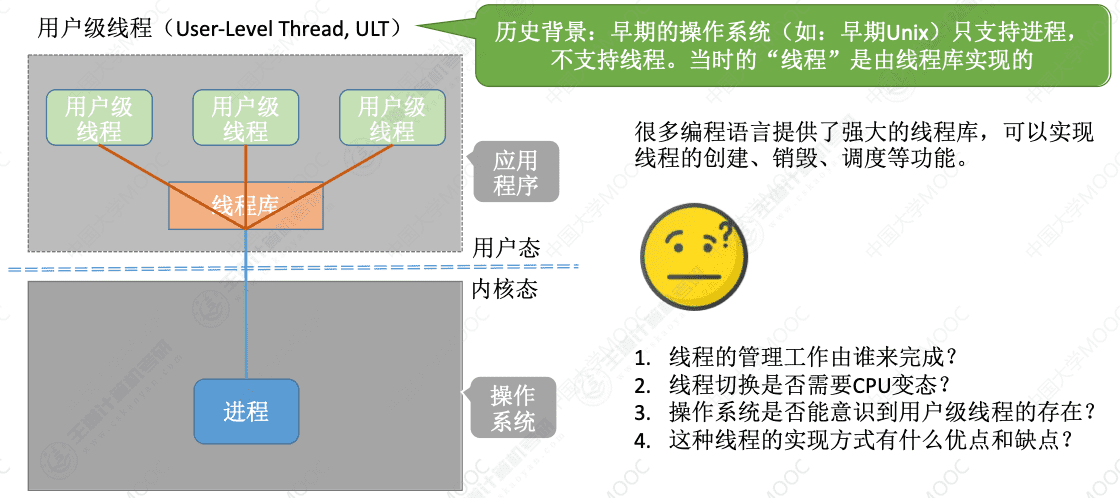 用户级线程（User-Level Thread, ULT）
历史背景：早期的操作系统（如：早期Unix）只支持进程，
不支持线程。当时的“线程”是由线程库实现的
用户级
线程
用户级
线程
用户级
线程
线程库
应用
程序
用户态
内核态
进程
操作
系统
很多编程语言提供了强大的线程库，可以实现
线程的创建、销毁、调度等功能。
?
1. 线程的管理工作由谁来完成？
2. 线程切换是否需要CPU变态？
3. 操作系统是否能意识到用户级线程的存在？
4. 这种线程的实现方式有什么优点和缺点？
中国大学MOOC